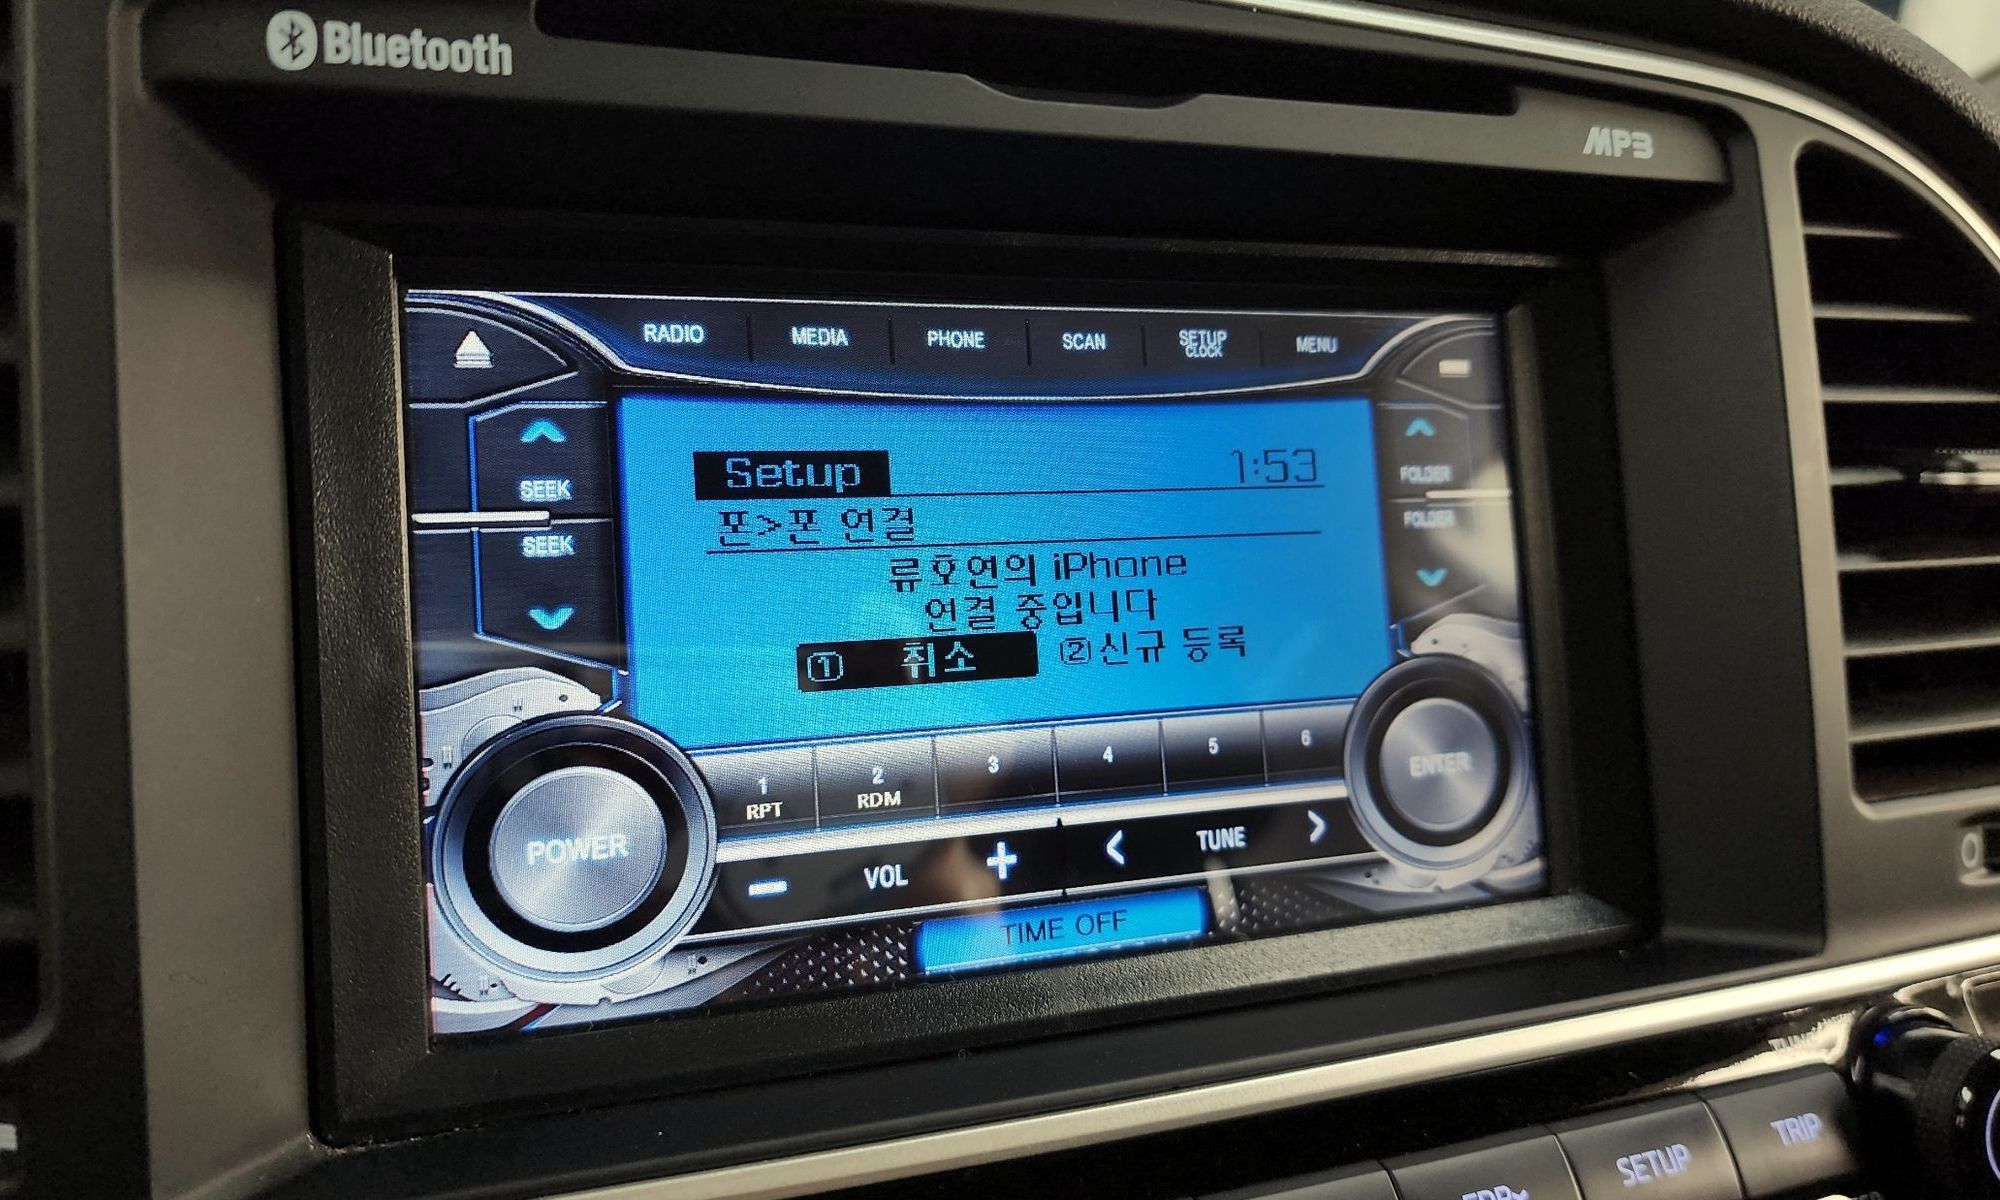 Bluetooth
MP3
RADIO MEDIA PHONE SCAN SETUP CLOCK MENU
SEEK
SEEK
FOLDER
FOLDER
Setup 1:53
폰>폰 연결
류호연의 iPhone
연결 중입니다
① 취소 ②신규 등록
1 RPT 2 RDM 3 4 5 6
POWER
ENTER
VOL TUNE
TIME OFF
SETUP TRIP